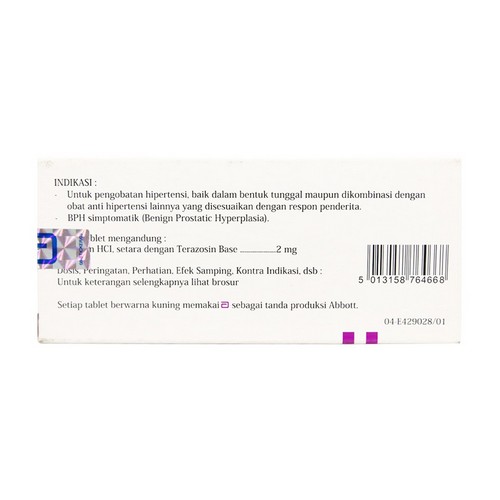 INDIKASI :
- Untuk pengobatan hipertensi, baik dalam bentuk tunggal maupun dikombinasi dengan
obat anti hipertensi lainnya yang disesuaikan dengan respon penderita.
- BPH simptomatik (Benign Prostatic Hyperplasia).
mengandung :
HCl, setara dengan Terazosin Base ..............2 mg
Dosis, Peringatan, Perhatian, Efek Samping, Kontra Indikasi, dsb :
Untuk keterangan selengkapnya lihat brosur
Setiap tablet berwarna kuning memakai sebagai tanda produksi Abbott.
5 013158 764668
04-E429028/01